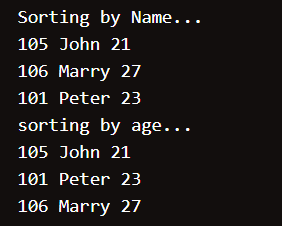 Sorting by Name...
105 John 21
106 Marry 27
101 Peter 23
sorting by age...
105 John 21
101 Peter 23
106 Marry 27